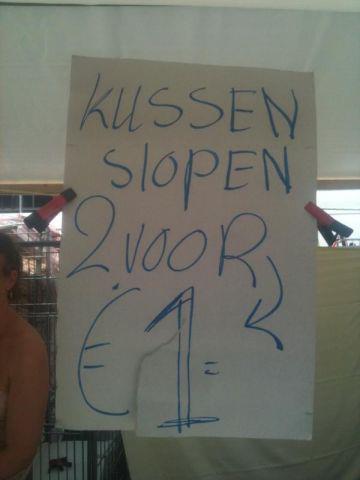 KUSSEN
SlOPEN
2 VOOR
€ 1=